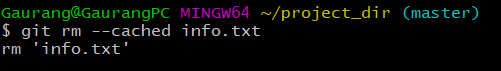 Gaurang@GaurangPC MINGW64 ~/project_dir (master)
$ git rm --cached info.txt
rm 'info.txt'